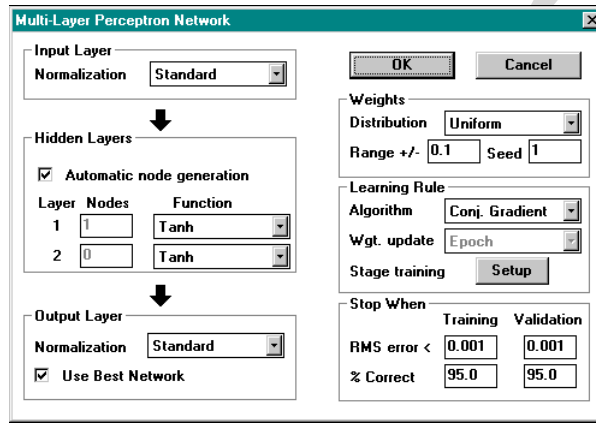 Multi-Layer Perceptron Network
Input Layer
Normalization Standard
Hidden Layers
Automatic node generation
Layer Nodes Function
1 1 Tanh
2 0 Tanh
Output Layer
Normalization Standard
Use Best Network
OK Cancel
Weights
Distribution Uniform
Range +/- 0.1 Seed 1
Learning Rule
Algorithm Conj. Gradient
Wgt. update Epoch
Stage training Setup
Stop When
Training Validation
RMS error < 0.001 0.001
% Correct 95.0 95.0